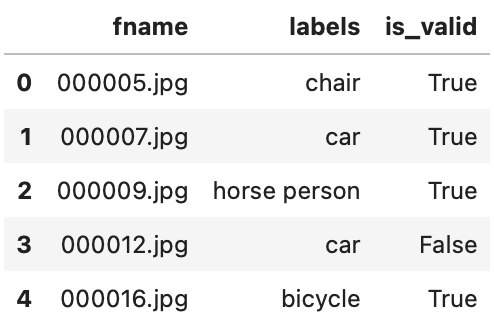 fname labels is_valid
0 000005.jpg chair True
1 000007.jpg car True
2 000009.jpg horse person True
3 000012.jpg car False
4 000016.jpg bicycle True